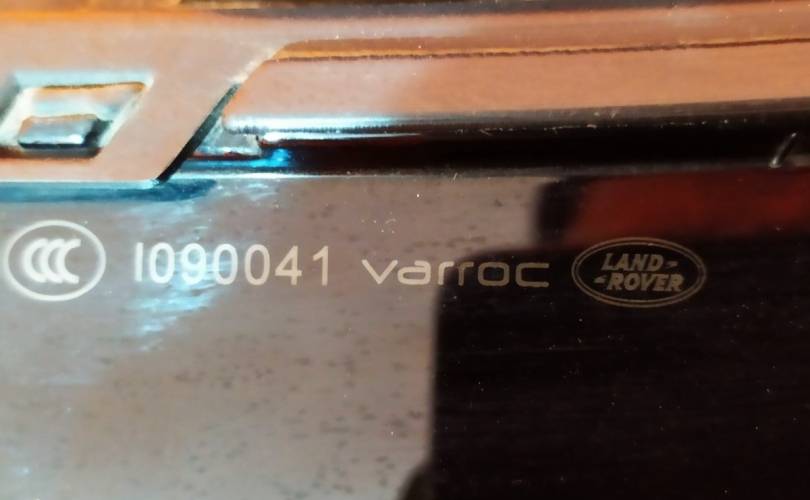 CCC I090041 varroc LAND-
-ROVER